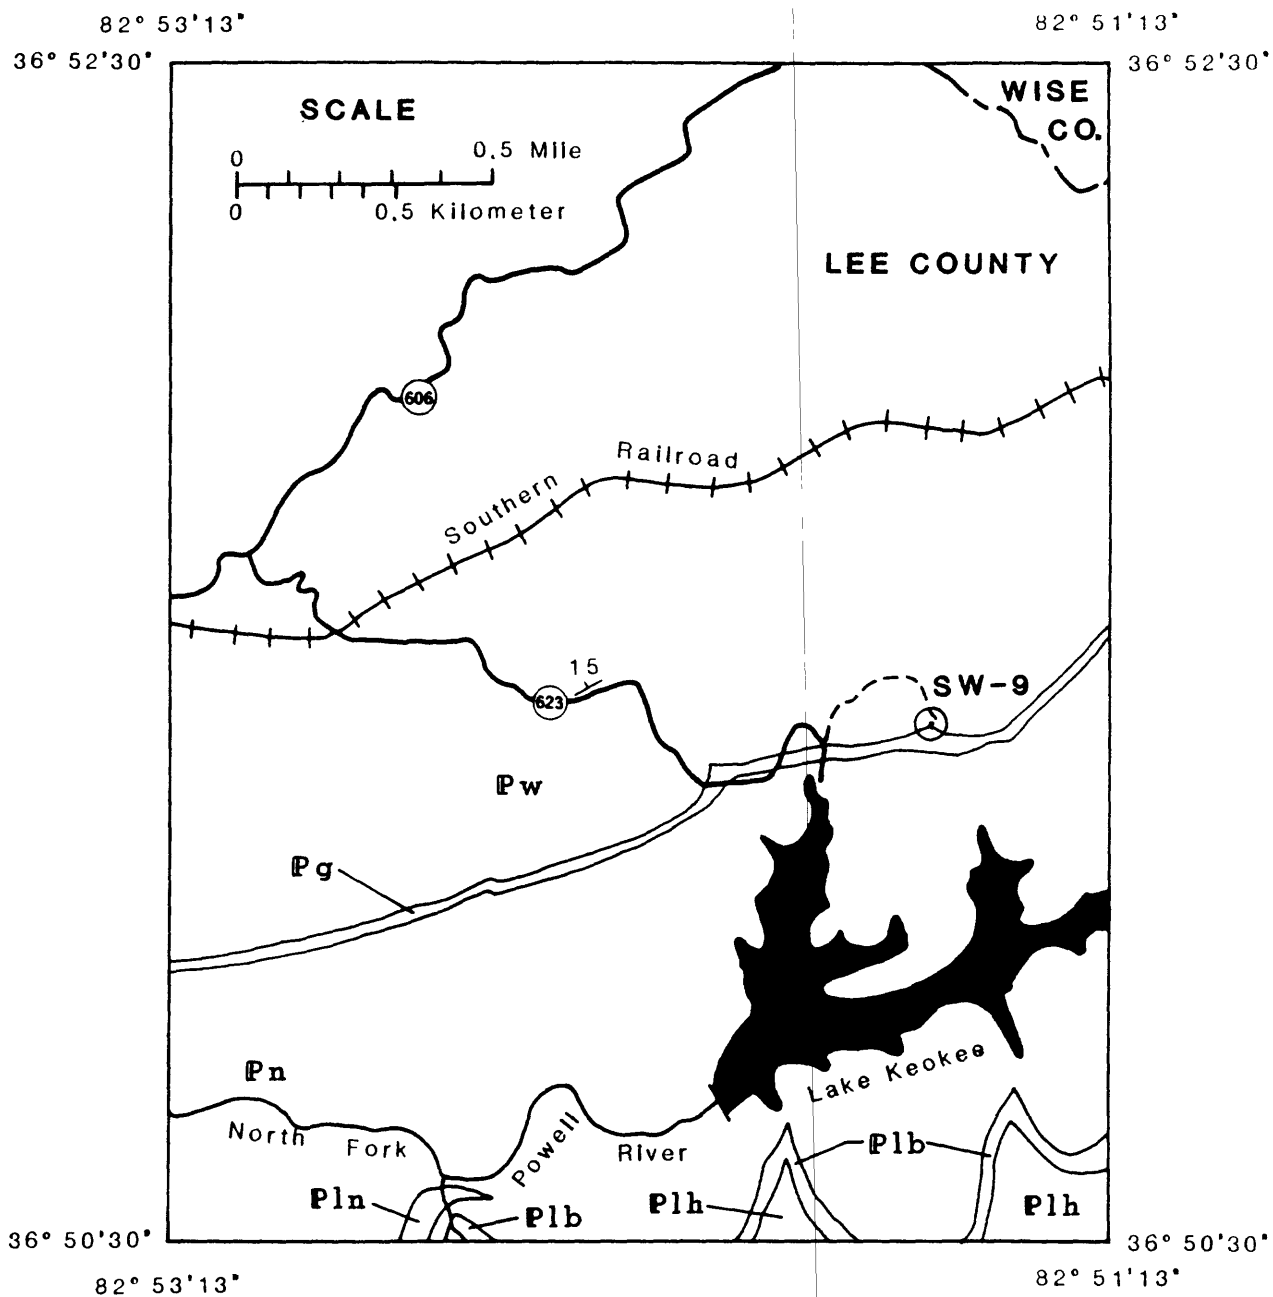 82° 53'13"
82° 51'13"
36° 52'30"
36° 52'30"
SCALE
WISE
CO.
0
0.5 Mile
0
0.5 Kilometer
LEE COUNTY
606
Railroad
Southern
15
SW-9
623
ℙw
ℙg
ℙn
Lake Keokee
North
Fork
Powell
River
ℙlb
ℙln
ℙlb
ℙlh
ℙlh
36° 50'30"
36° 50'30"
82° 53'13"
82° 51'13"